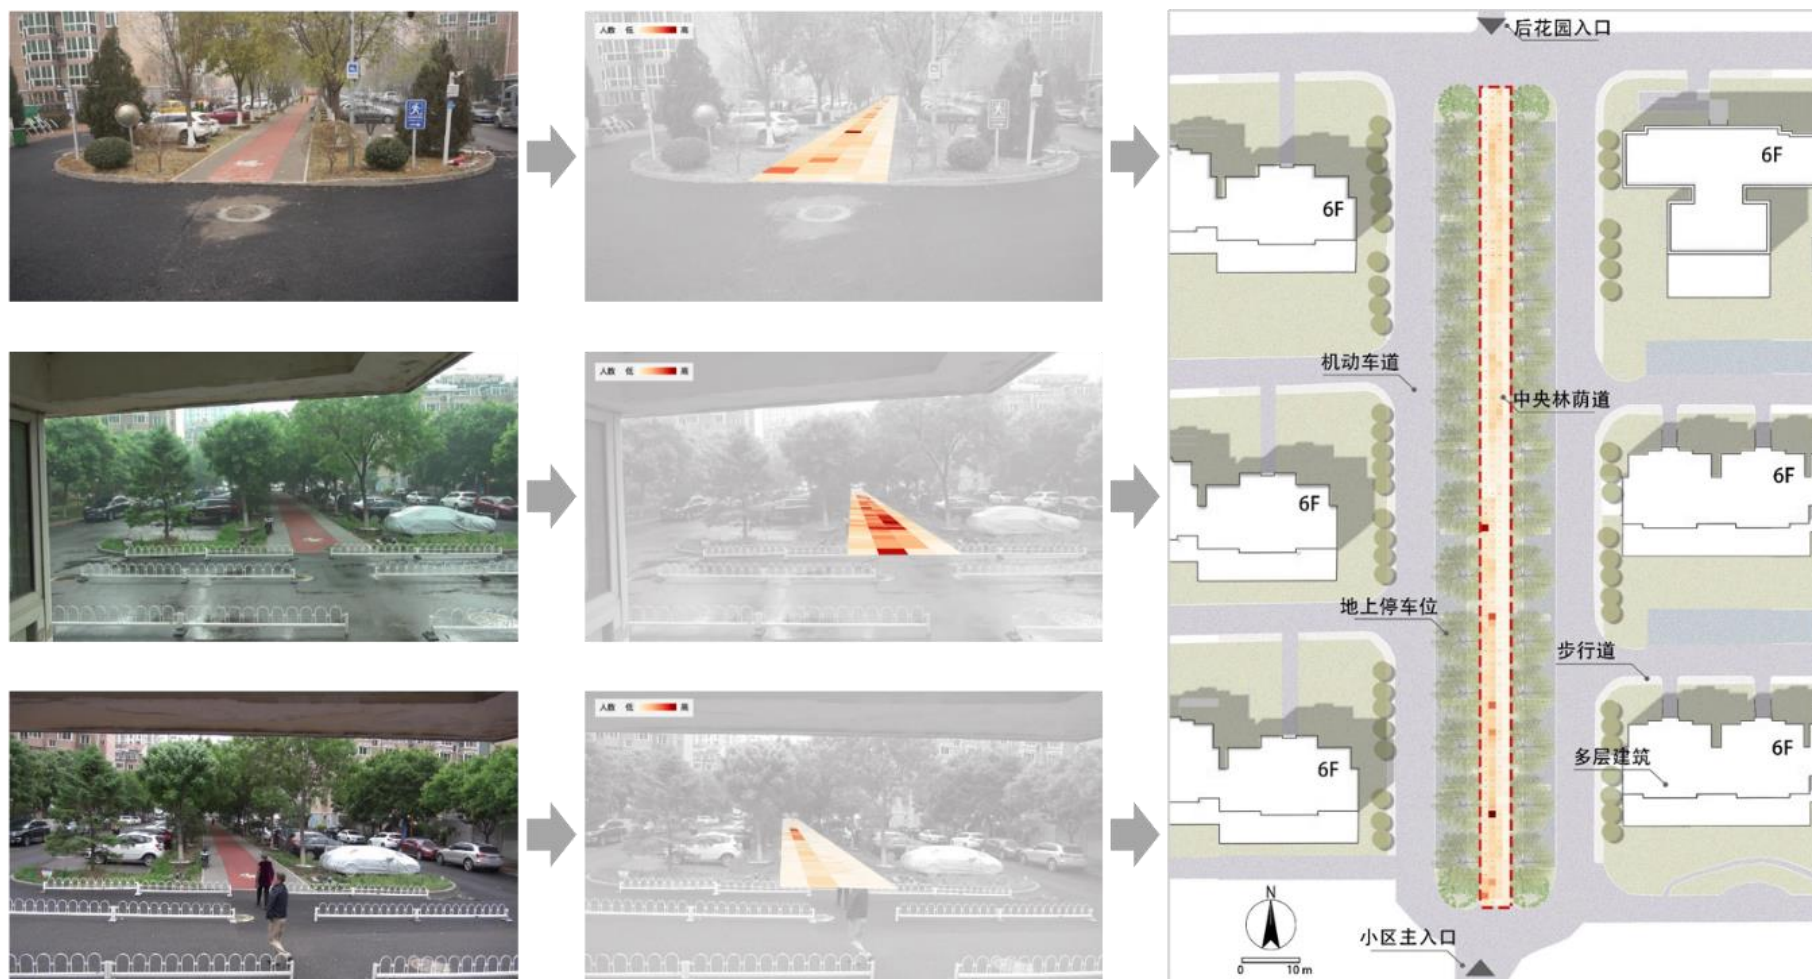 人数 低 高
人数 低 高
人数 低 高
后花园入口
6F
6F
机动车道
中央林荫道
6F
6F
地上停车位
步行道
6F
6F
多层建筑
N
小区主入口
0 10 m